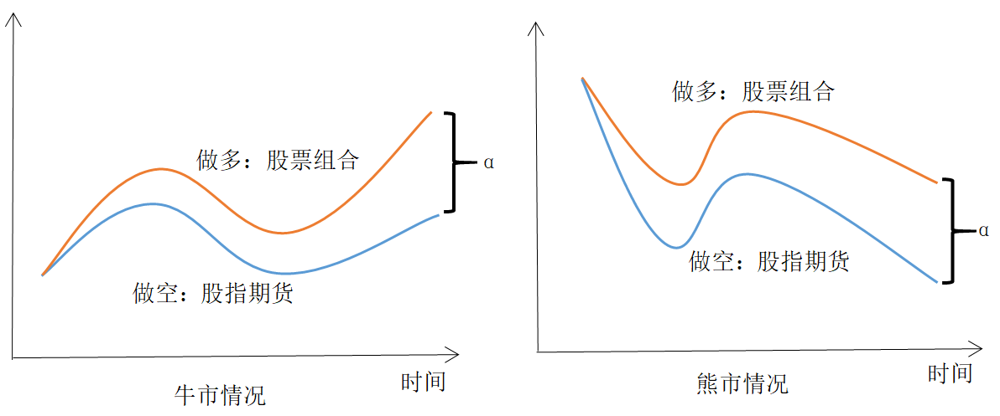 做多：股票组合
α
做空：股指期货
时间
牛市情况
做多：股票组合
α
做空：股指期货
时间
熊市情况